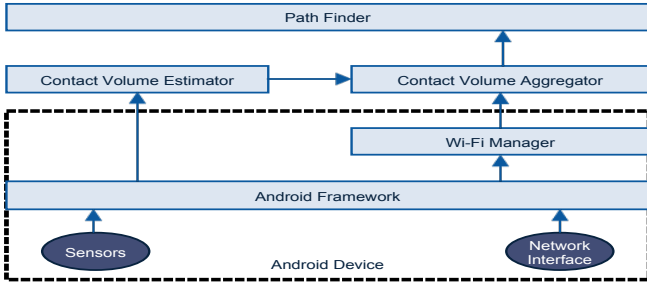 Path Finder
Contact Volume Estimator
Contact Volume Aggregator
Wi-Fi Manager
Android Framework
Sensors
Network
Interface
Android Device